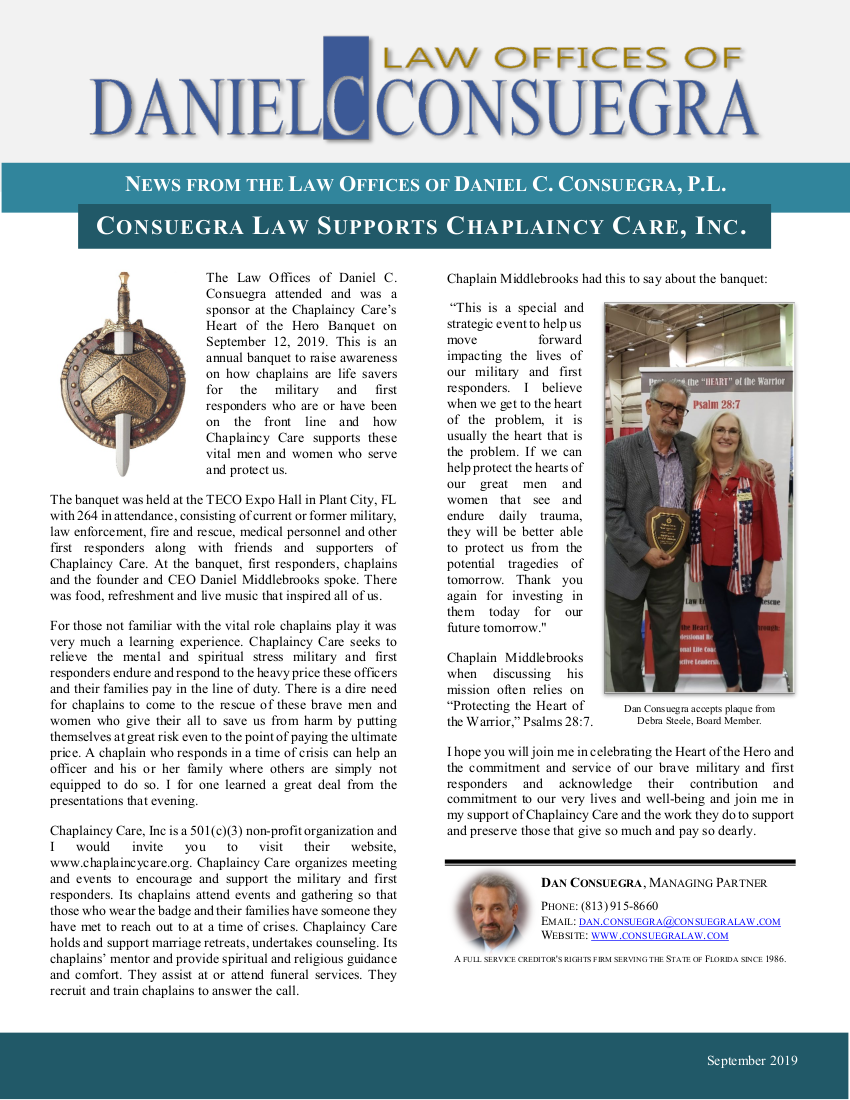 LAW OFFICES OF
DANIEL C CONSUEGRA
NEWS FROM THE LAW OFFICES OF DANIEL C. CONSUEGRA, P.L.
CONSUEGRA LAW SUPPORTS CHAPLAINCY CARE, INC.
The Law Offices of Daniel C.
Consuegra attended and was a
sponsor at the Chaplaincy Care's
Heart of the Hero Banquet on
September 12, 2019. This is an
annual banquet to raise awareness
on how chaplains are life savers
for the military and first
responders who are or have been
on the front line and how
Chaplaincy Care supports these
vital men and women who serve
and protect us.
The banquet was held at the TECO Expo Hall in Plant City, FL
with 264 in attendance, consisting of current or former military,
law enforcement, fire and rescue, medical personnel and other
first responders along with friends and supporters of
Chaplaincy Care. At the banquet, first responders, chaplains
and the founder and CEO Daniel Middlebrooks spoke. There
was food, refreshment and live music that inspired all of us.
For those not familiar with the vital role chaplains play it was
very much a learning experience. Chaplaincy Care seeks to
relieve the mental and spiritual stress military and first
responders endure and respond to the heavy price these officers
and their families pay in the line of duty. There is a dire need
for chaplains to come to the rescue of these brave men and
women who give their all to save us from harm by putting
themselves at great risk even to the point of paying the ultimate
price. A chaplain who responds in a time of crisis can help an
officer and his or her family where others are simply not
equipped to do so. I for one learned a great deal from the
presentations that evening.
Chaplaincy Care, Inc is a 501(c)(3) non-profit organization and
I would invite you to visit their website,
www.chaplaincycare.org. Chaplaincy Care organizes meeting
and events to encourage and support the military and first
responders. Its chaplains attend events and gathering so that
those who wear the badge and their families have someone they
have met to reach out to at a time of crises. Chaplaincy Care
holds and support marriage retreats, undertakes counseling. Its
chaplains' mentor and provide spiritual and religious guidance
and comfort. They assist at or attend funeral services. They
recruit and train chaplains to answer the call.
Chaplain Middlebrooks had this to say about the banquet:
“This is a special and
strategic event to help us
move forward
impacting the lives of
our military and first
responders. I believe
when we get to the heart
of the problem, it is
usually the heart that is
the problem. If we can
help protect the hearts of
our great men and
women that see and
endure daily trauma,
they will be better able
to protect us from the
potential tragedies of
tomorrow. Thank you
again for investing in
them today for our
future tomorrow."
the “HEART” of the Warrior
Psalm 28:7
Chaplain Middlebrooks
when discussing his
mission often relies on
“Protecting the Heart of
the Warrior,” Psalms 28:7.
Dan Consuegra accepts plaque from
Debra Steele, Board Member.
I hope you will join me in celebrating the Heart of the Hero and
the commitment and service of our brave military and first
responders and acknowledge their contribution and
commitment to our very lives and well-being and join me in
my support of Chaplaincy Care and the work they do to support
and preserve those that give so much and pay so dearly.
DAN CONSUEGRA, MANAGING PARTNER
PHONE: (813) 915-8660
EMAIL: DAN.CONSUEGRA@CONSUEGRALAW.COM
WEBSITE: WWW.CONSUEGRALAW.COM
A FULL SERVICE CREDITOR'S RIGHTS FIRM SERVING THE STATE OF FLORIDA SINCE 1986.
September 2019